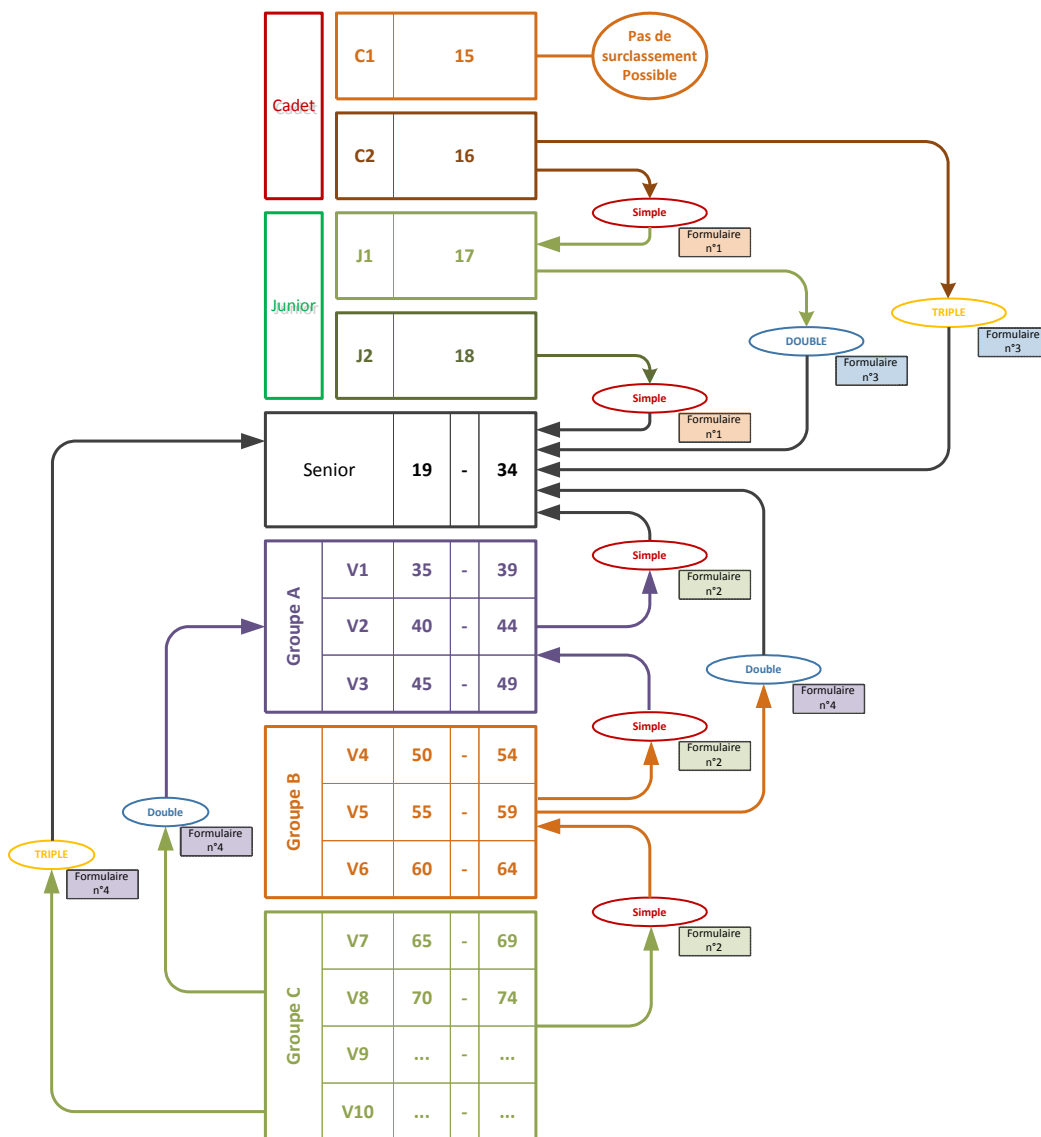 Cadet
C1 15
Pas de
surclassement
Possible
C2 16
Simple
Formulaire
n°1
Junior
J1 17
TRIPLE
Formulaire
n°3
DOUBLE
Formulaire
n°3
J2 18
Simple
Formulaire
n°1
Senior 19 - 34
Simple
Formulaire
n°2
Groupe A
V1 35 - 39
V2 40 - 44
V3 45 - 49
Double
Formulaire
n°4
Simple
Formulaire
n°2
Groupe B
V4 50 - 54
V5 55 - 59
V6 60 - 64
Double
Formulaire
n°4
TRIPLE
Formulaire
n°4
Simple
Formulaire
n°2
Groupe C
V7 65 - 69
V8 70 - 74
V9 ... - ...
V10 ... - ...